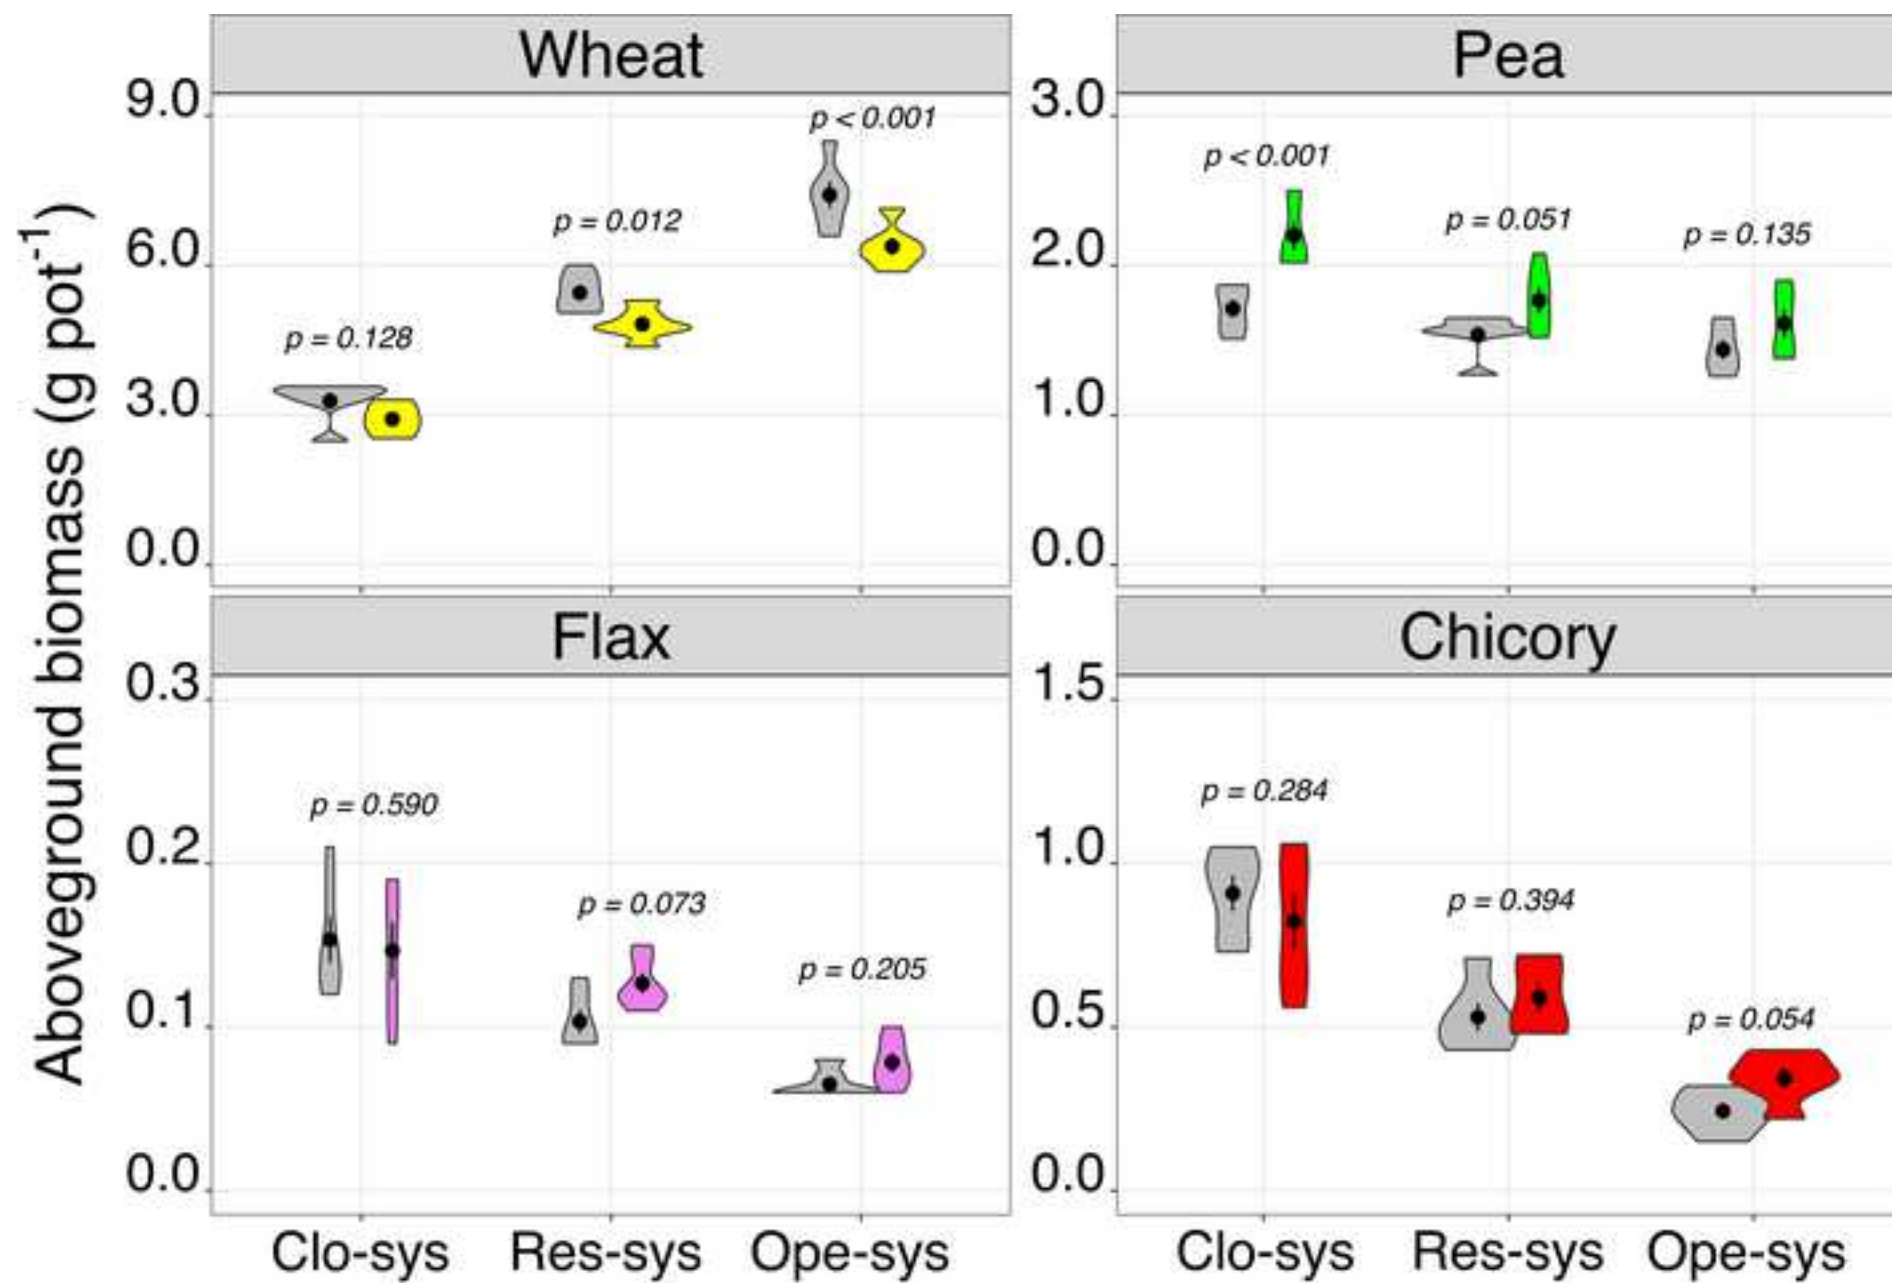 Aboveground biomass (g pot⁻¹)
Wheat
9.0
6.0
3.0
0.0
p = 0.128
p = 0.012
p < 0.001
Pea
3.0
2.0
1.0
0.0
p < 0.001
p = 0.051
p = 0.135
Flax
0.3
0.2
0.1
0.0
p = 0.590
p = 0.073
p = 0.205
Clo-sys Res-sys Ope-sys
Chicory
1.5
1.0
0.5
0.0
p = 0.284
p = 0.394
p = 0.054
Clo-sys Res-sys Ope-sys